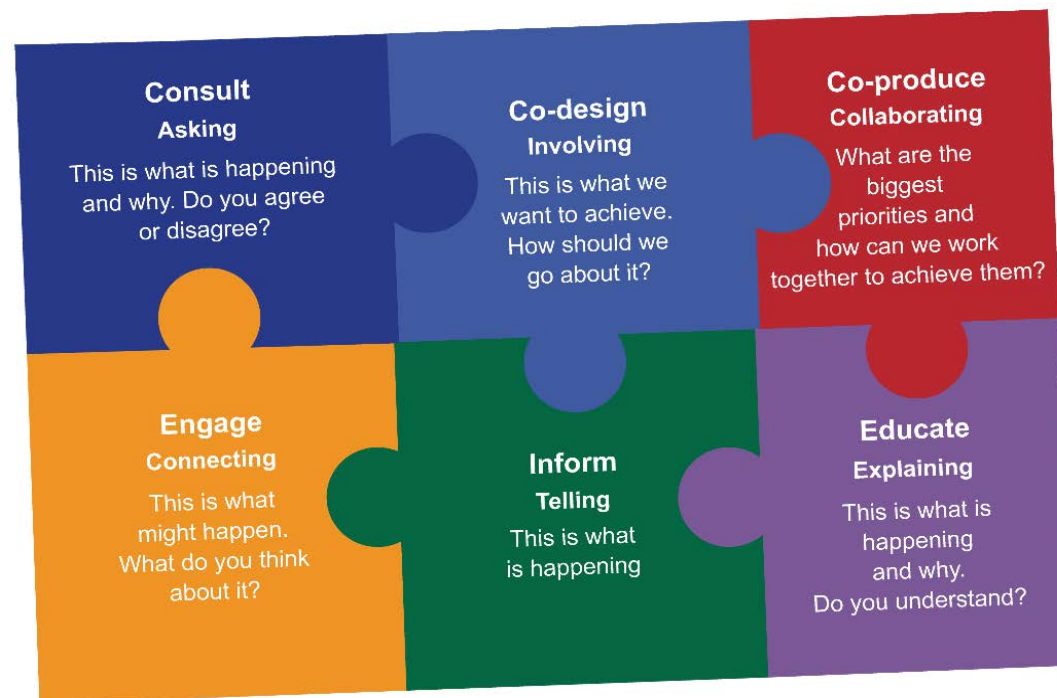 Consult
Asking
This is what is happening
and why. Do you agree
or disagree?
Co-design
Involving
This is what we
want to achieve.
How should we
go about it?
Co-produce
Collaborating
What are the
biggest
priorities and
how can we work
together to achieve them?
Engage
Connecting
This is what
might happen.
What do you think
about it?
Inform
Telling
This is what
is happening
Educate
Explaining
This is what is
happening
and why.
Do you understand?